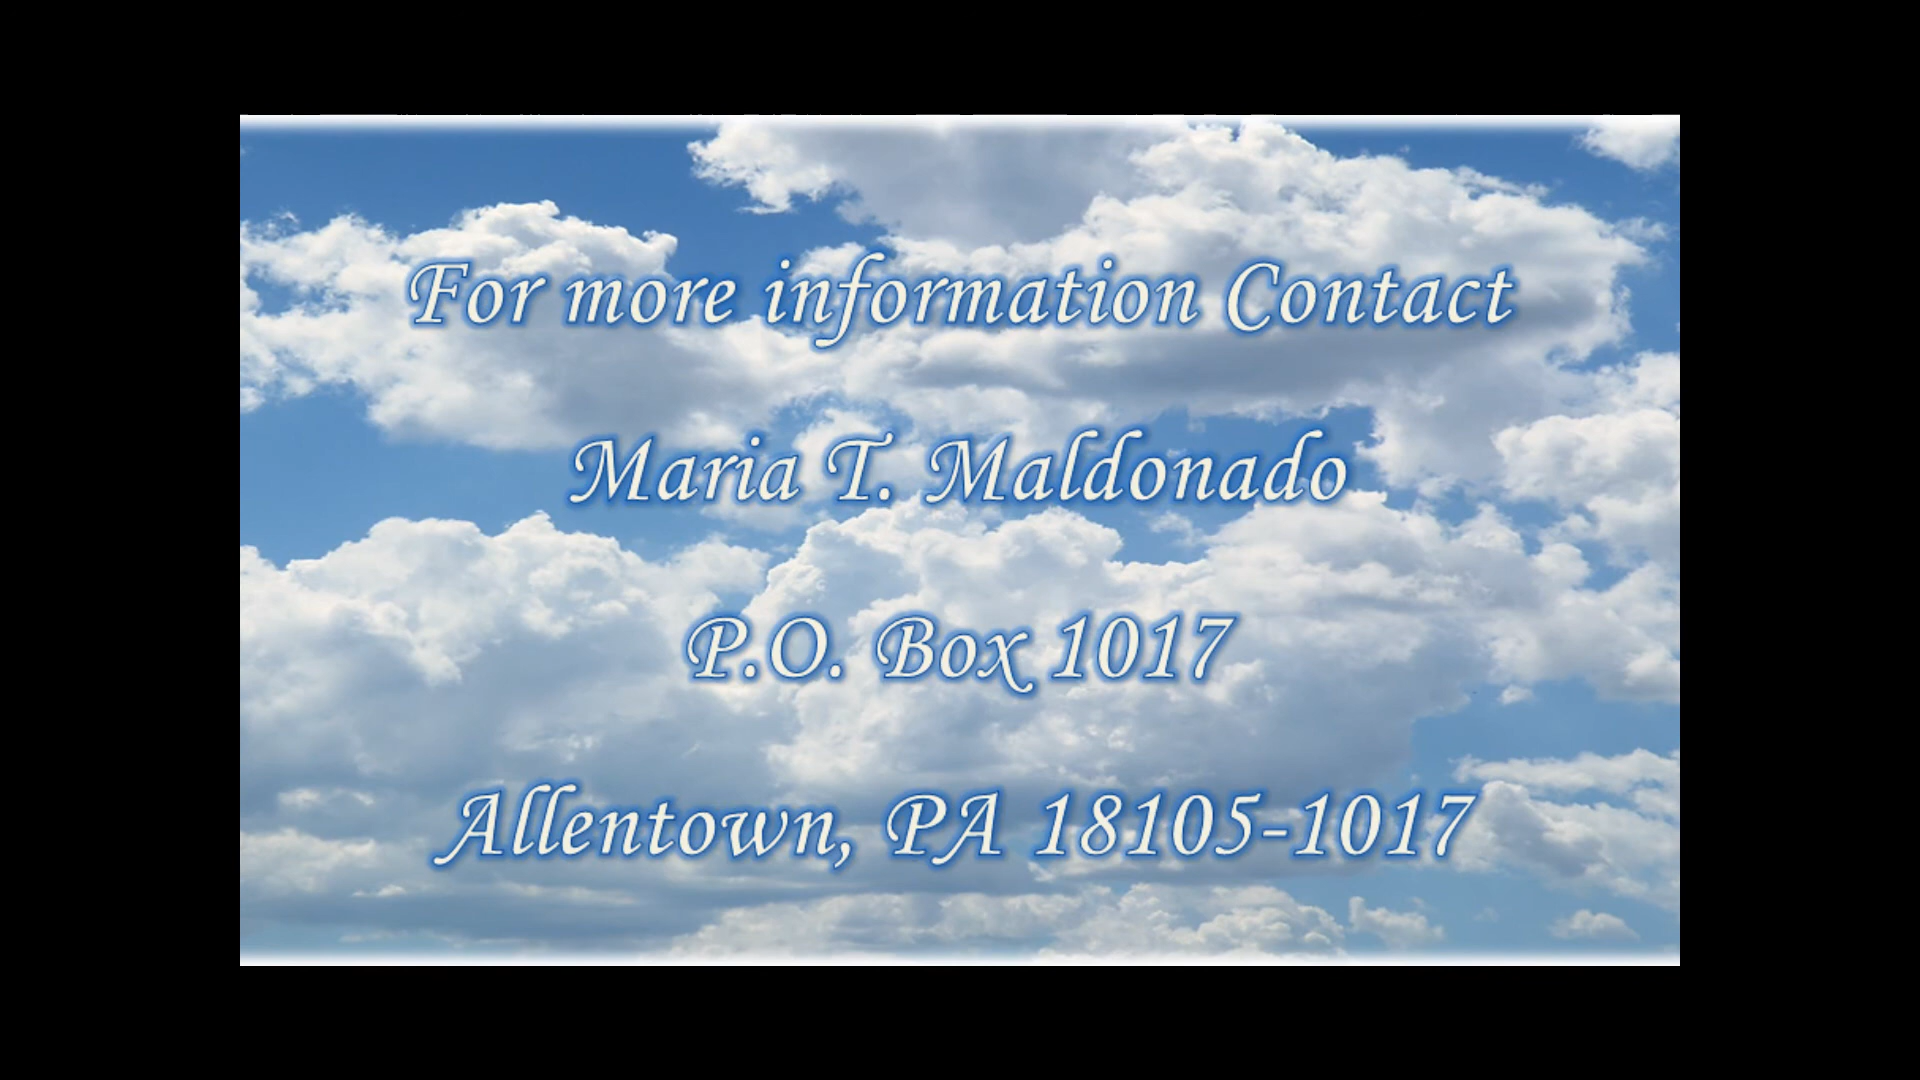 For more information Contact
Maria T. Maldonado
P.O. Box 1017
Allentown, PA 18105-1017